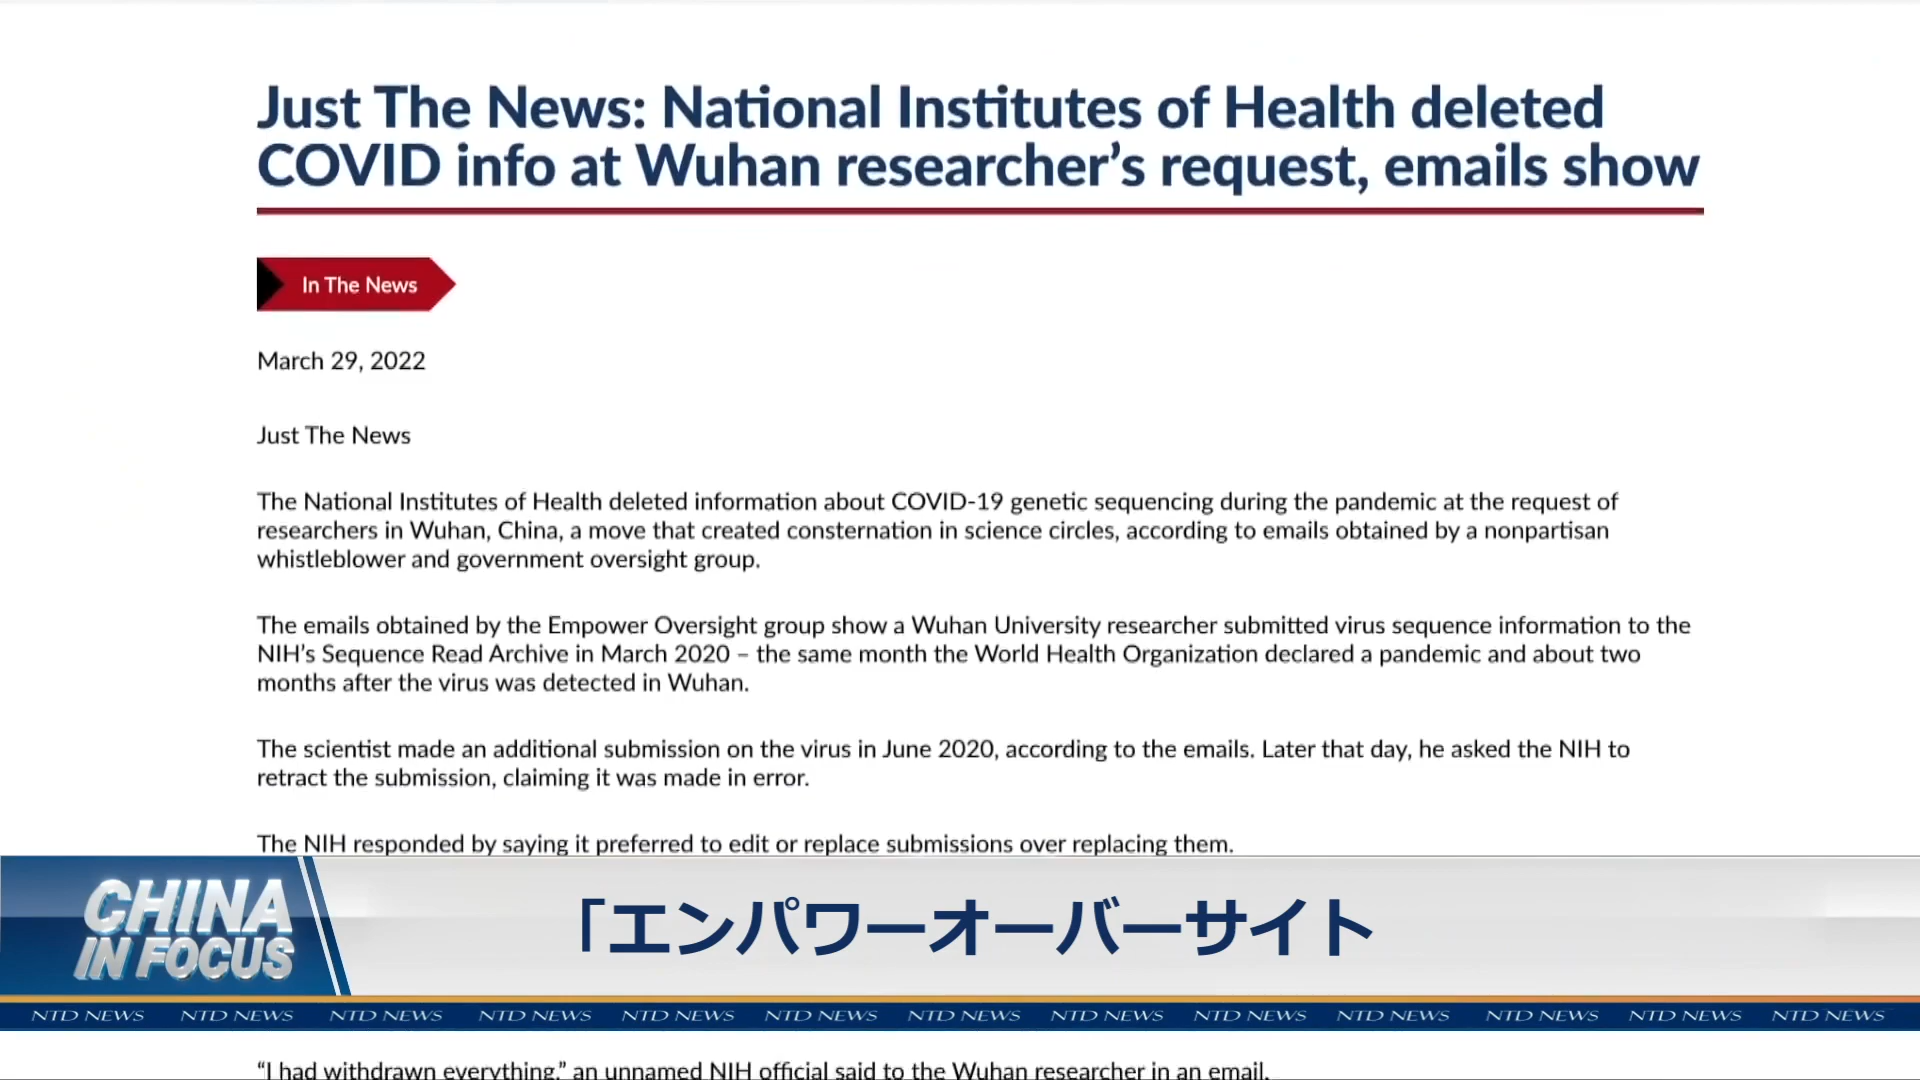 Just The News: National Institutes of Health deleted
COVID info at Wuhan researcher’s request, emails show
In The News
March 29, 2022
Just The News
The National Institutes of Health deleted information about COVID-19 genetic sequencing during the pandemic at the request of
researchers in Wuhan, China, a move that created consternation in science circles, according to emails obtained by a nonpartisan
whistleblower and government oversight group.
The emails obtained by the Empower Oversight group show a Wuhan University researcher submitted virus sequence information to the
NIH’s Sequence Read Archive in March 2020 – the same month the World Health Organization declared a pandemic and about two
months after the virus was detected in Wuhan.
The scientist made an additional submission on the virus in June 2020, according to the emails. Later that day, he asked the NIH to
retract the submission, claiming it was made in error.
The NIH responded by saying it preferred to edit or replace submissions over replacing them.
CHINA
IN FOCUS
「エンパワーオーバーサイト
NTD NEWS NTD NEWS NTD NEWS NTD NEWS NTD NEWS NTD NEWS NTD NEWS NTD NEWS NTD NEWS NTD NEWS NTD NEWS NTD NEWS NTD NEWS
“I had withdrawn everything,” an unnamed NIH official said to the Wuhan researcher in an email.